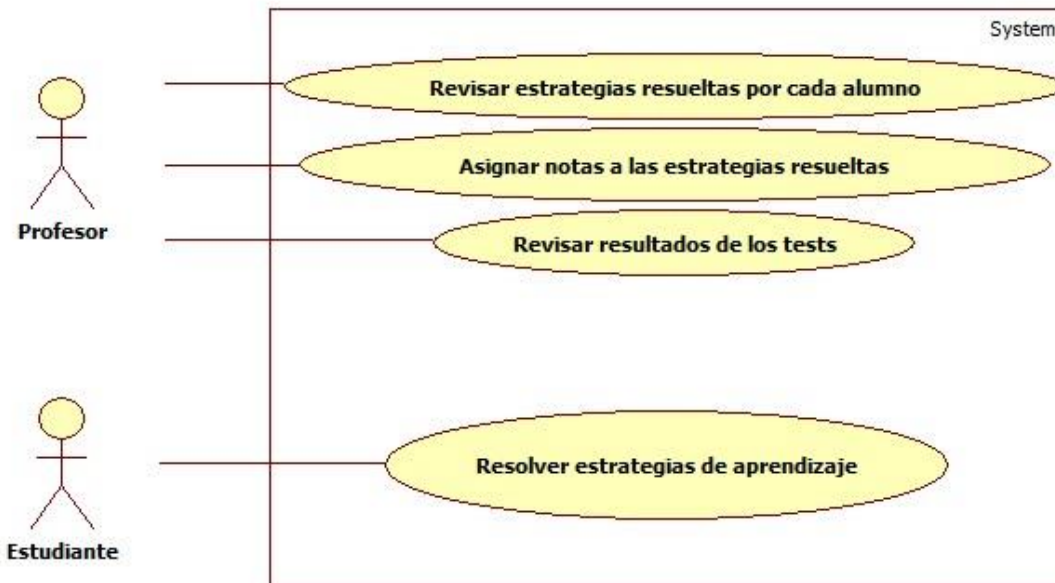 System
Revisar estrategias resueltas por cada alumno
Asignar notas a las estrategias resueltas
Profesor
Revisar resultados de los tests
Resolver estrategias de aprendizaje
Estudiante